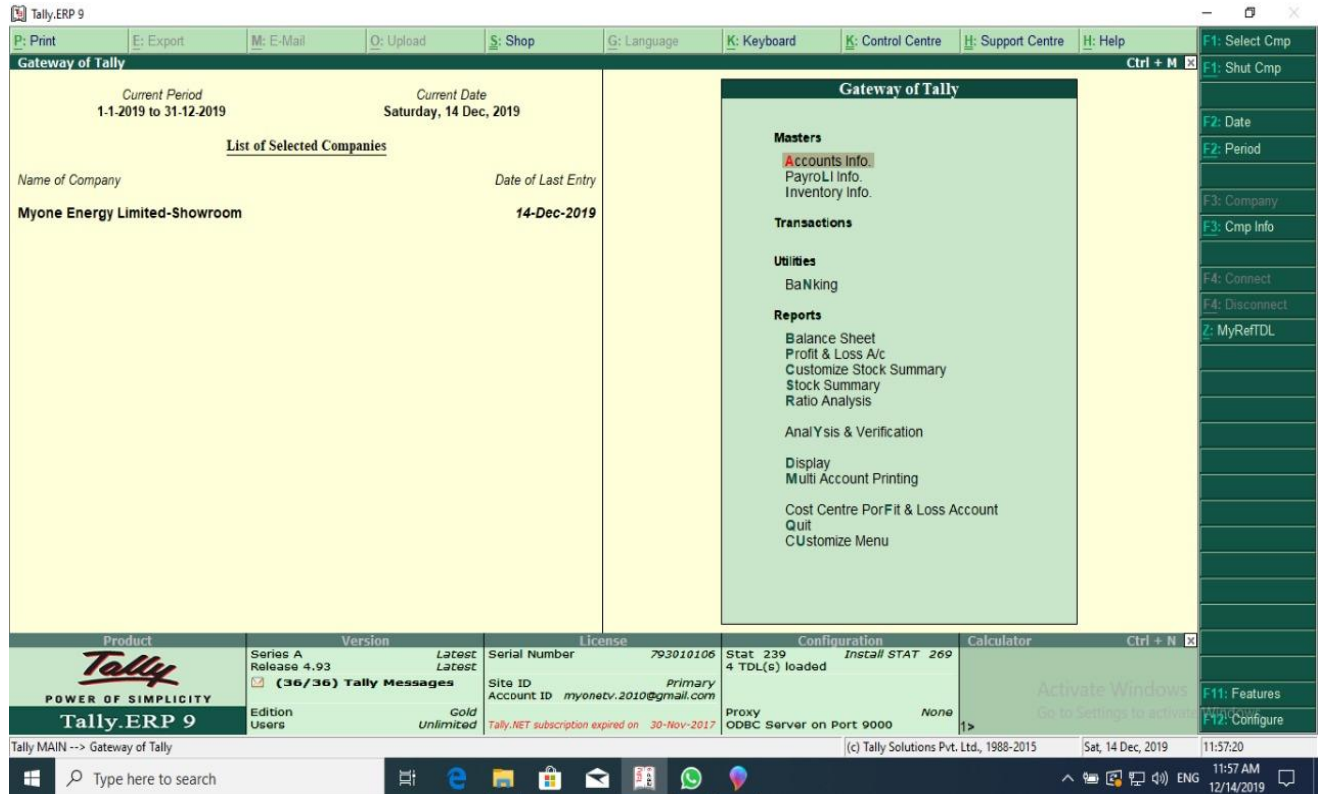 Tally.ERP 9
P: Print E: Export M: E-Mail O: Upload S: Shop G: Language K: Keyboard K: Control Centre H: Support Centre H: Help F1: Select Cmp
Gateway of Tally Ctrl + M F1: Shut Cmp
Current Period Current Date
1-1-2019 to 31-12-2019 Saturday, 14 Dec, 2019
List of Selected Companies
Name of Company Date of Last Entry
Myone Energy Limited-Showroom 14-Dec-2019
Gateway of Tally
Masters
Accounts Info.
PayroLl Info.
Inventory Info.
Transactions
Utilities
BaNking
Reports
Balance Sheet
Profit & Loss A/c
Customize Stock Summary
Stock Summary
Ratio Analysis
AnalYsis & Verification
Display
Multi Account Printing
Cost Centre PorFit & Loss Account
Quit
CUstomize Menu
F2: Date
F2: Period
F3: Company
F3: Cmp Info
F4: Connect
F4: Disconnect
Z: MyRefTDL
F11: Features
F12: Configure
Product Version License Configuration Calculator Ctrl + N
Tally
POWER OF SIMPLICITY
Tally.ERP 9
Series A Latest
Release 4.93 Latest
(36/36) Tally Messages
Edition Gold
Users Unlimited
Serial Number 793010106
Site ID Primary
Account ID myonetv.2010@gmail.com
Tally.NET subscription expired on 30-Nov-2017
Stat 239 Install STAT 269
4 TDL(s) loaded
Proxy None
ODBC Server on Port 9000
1>
Activate Windows
Go to Settings to activate Windows.
Tally MAIN --> Gateway of Tally (c) Tally Solutions Pvt. Ltd., 1988-2015 Sat, 14 Dec, 2019 11:57:20
Type here to search ENG 11:57 AM
12/14/2019